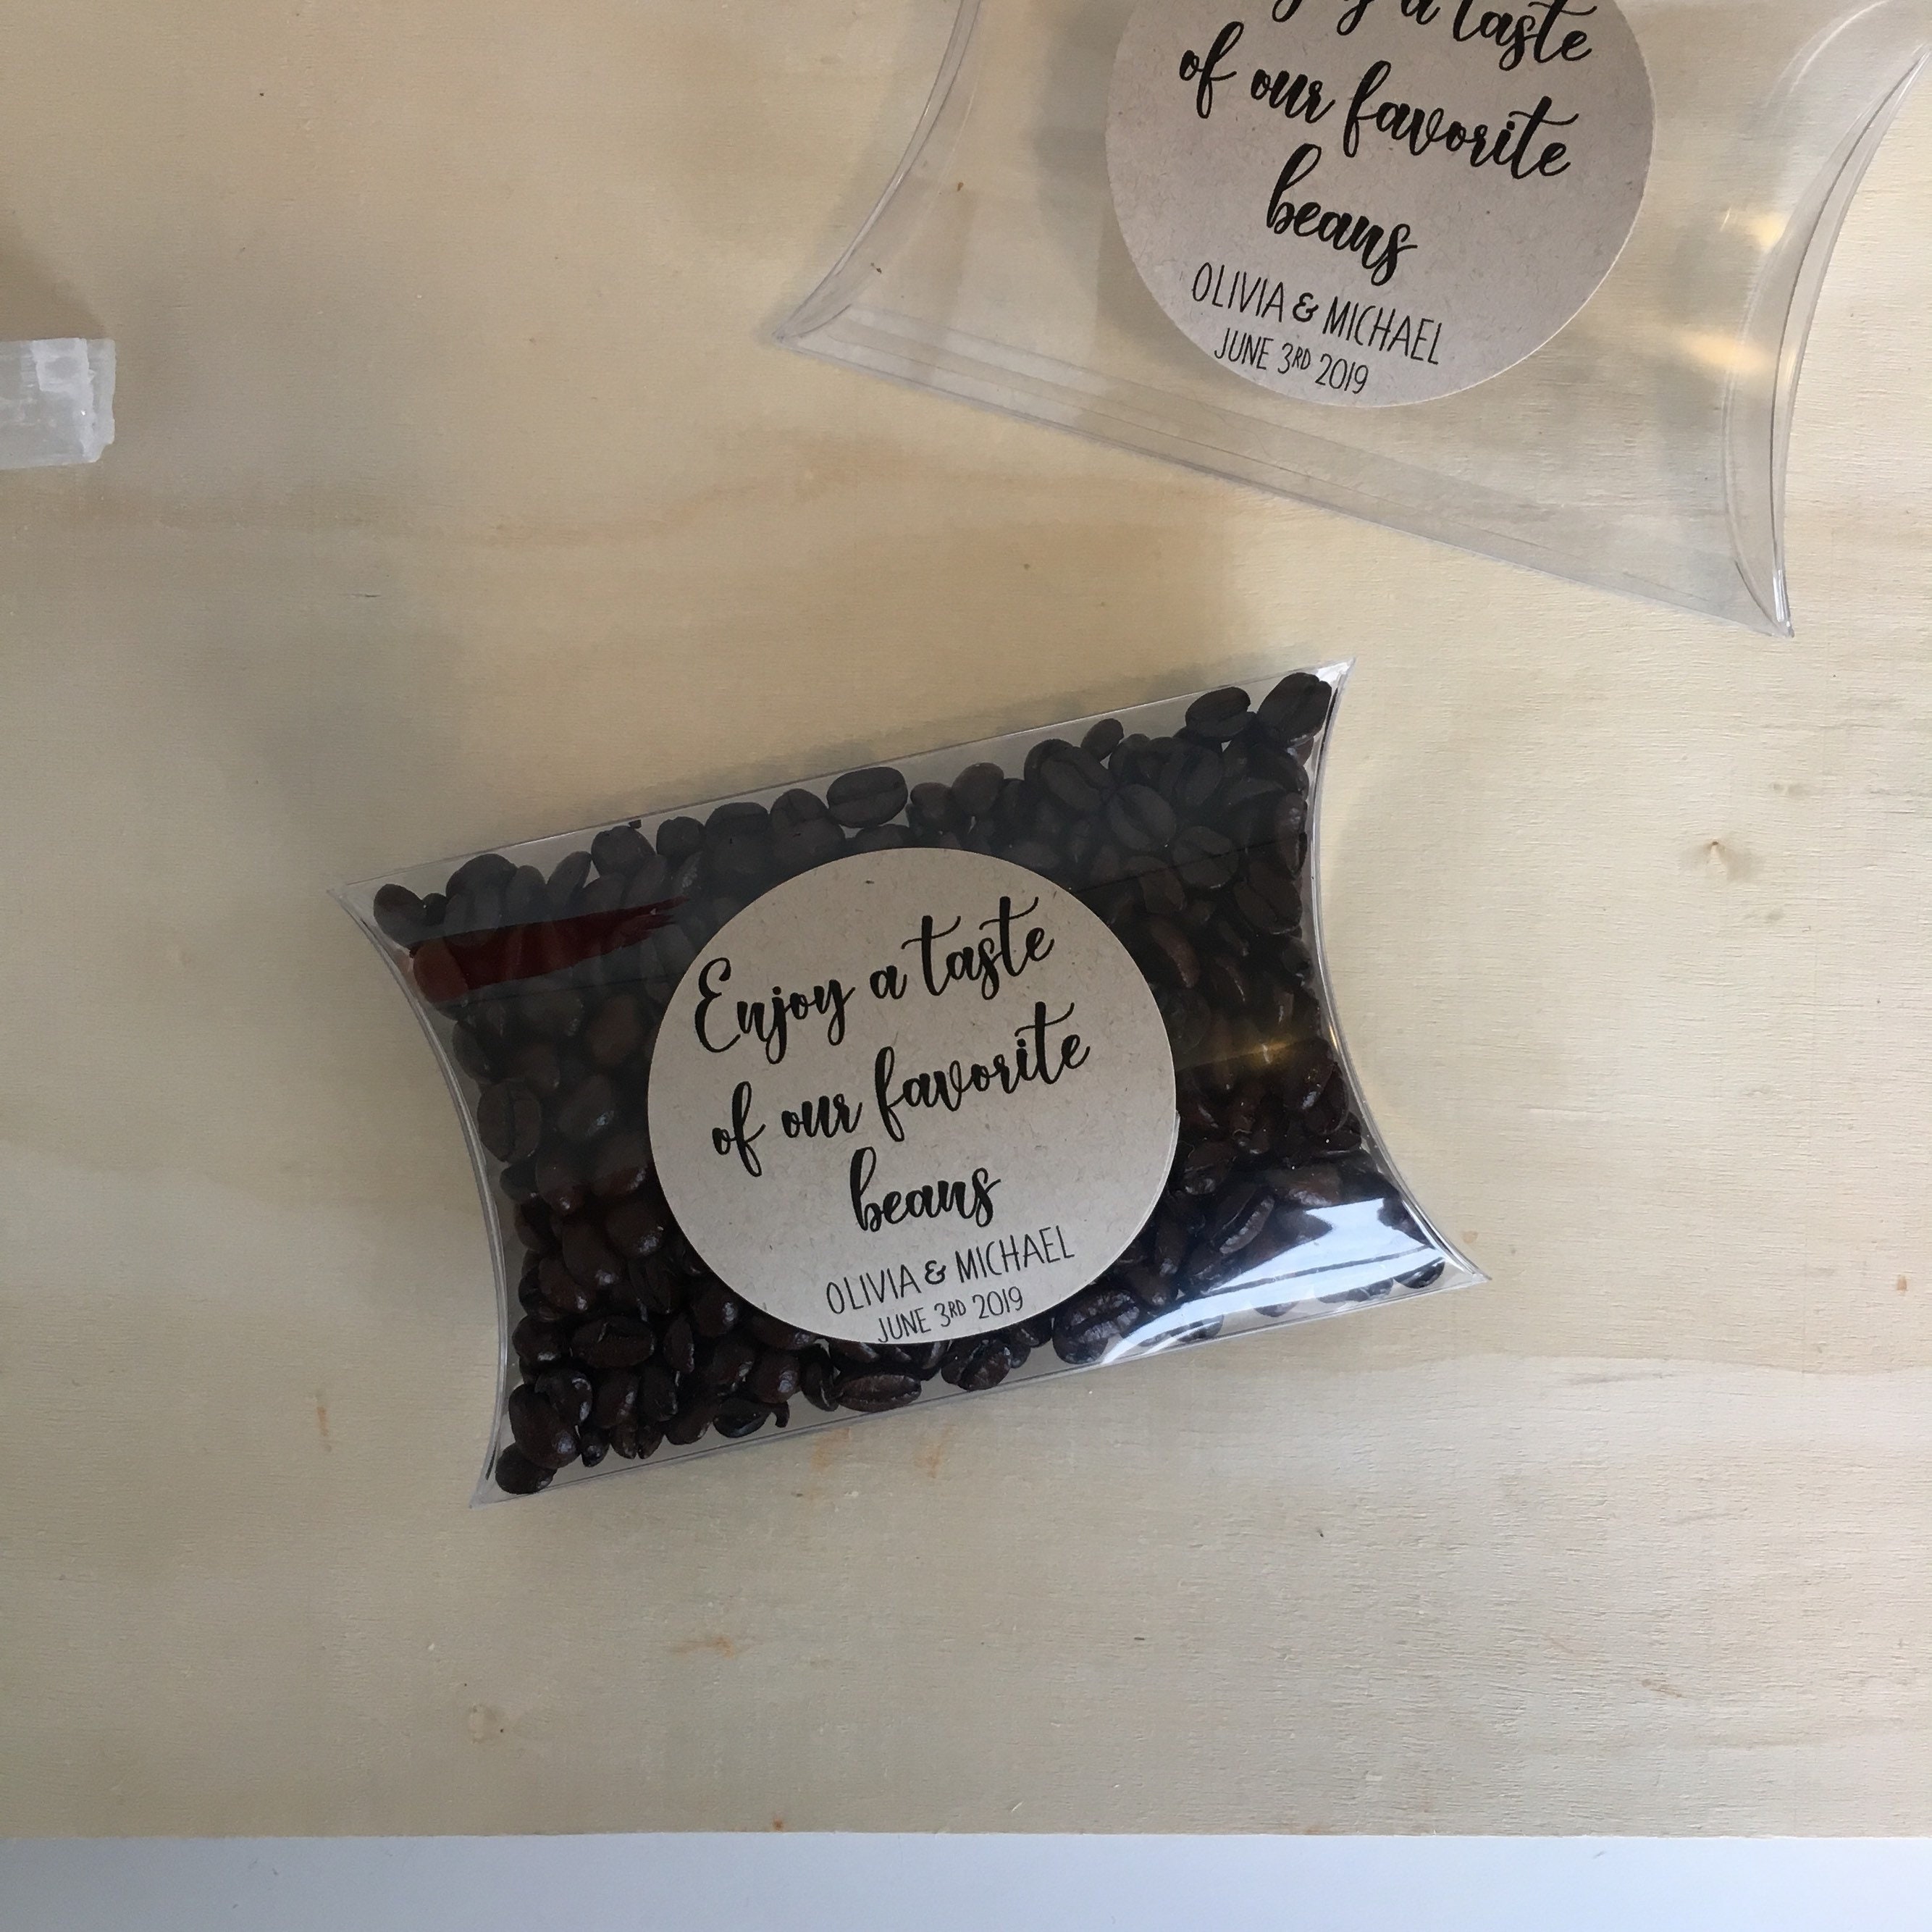 a taste
of our favorite
beans
OLIVIA & MICHAEL
JUNE 3RD 2019
Enjoy a taste
of our favorite
beans
OLIVIA & MICHAEL
JUNE 3RD 2019